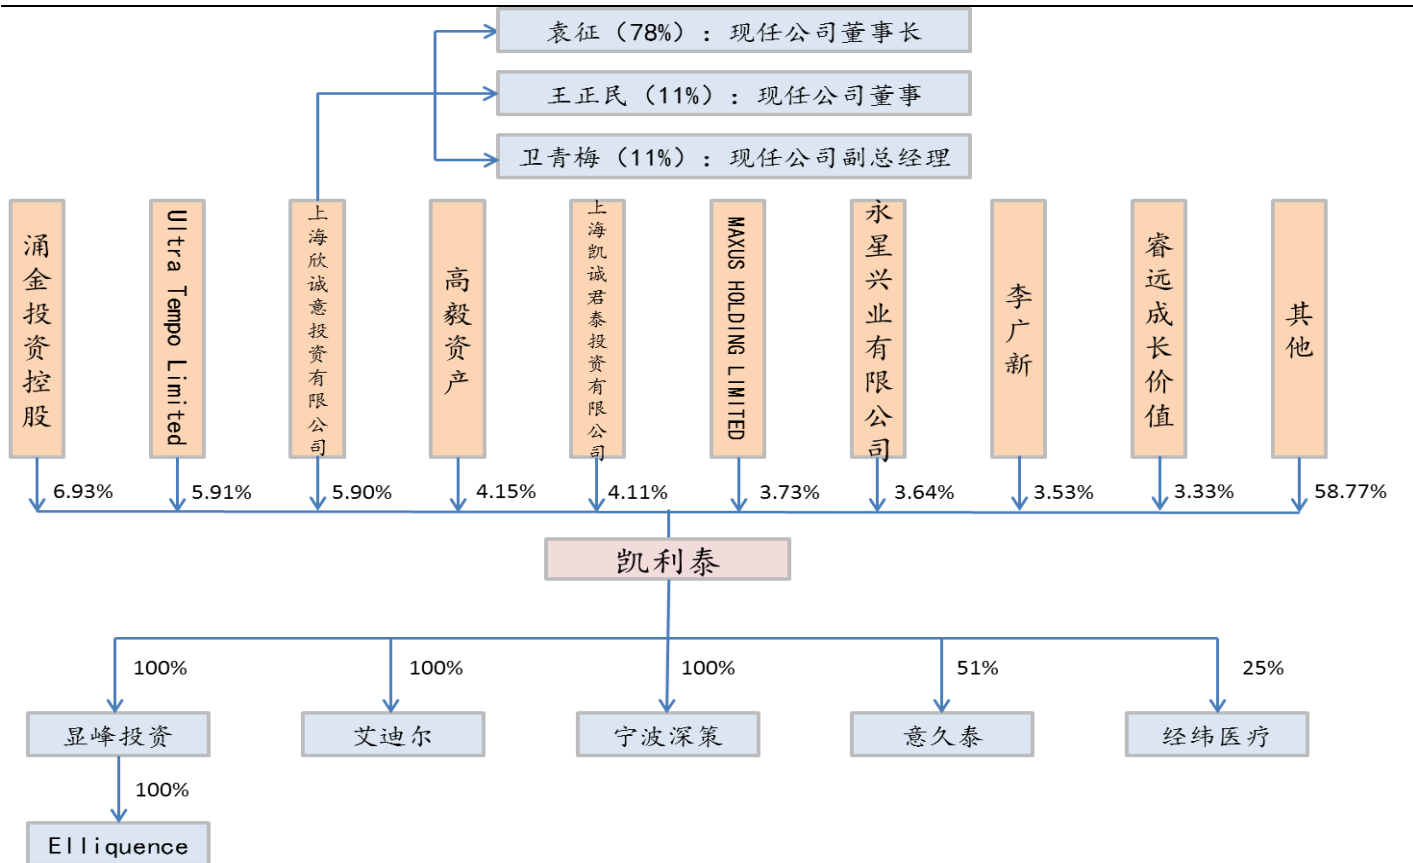 袁征（78%）：现任公司董事长
王正民（11%）：现任公司董事
卫青梅（11%）：现任公司副总经理
涌金投资控股
Ultra Tempo Limited
上海欣诚意投资有限公司
高毅资产
上海凯诚君泰投资有限公司
MAXUS HOLDING LIMITED
永星兴业有限公司
李广新
睿远成长价值
其他
6.93%
5.91%
5.90%
4.15%
4.11%
3.73%
3.64%
3.53%
3.33%
58.77%
凯利泰
100%
100%
100%
51%
25%
显峰投资
艾迪尔
宁波深策
意久泰
经纬医疗
100%
Elliquence